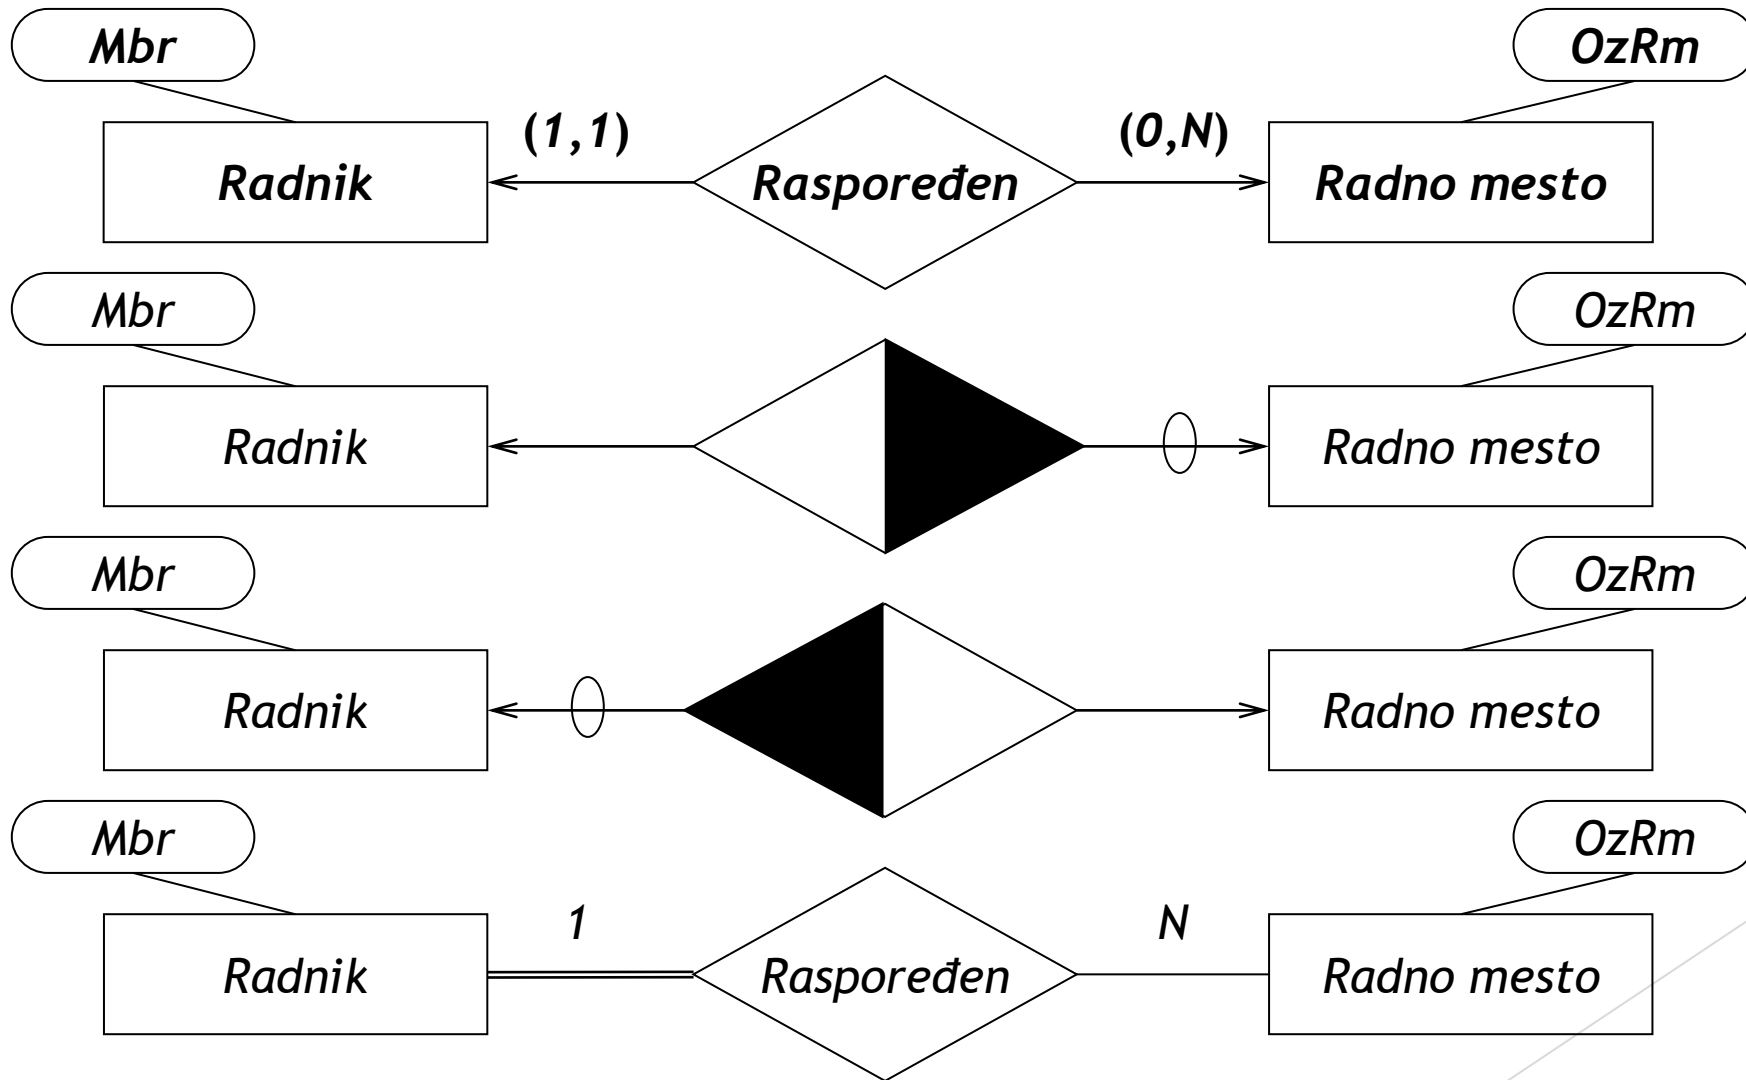 Mbr
OzRm
Radnik
(1,1)
Raspoređen
(0,N)
Radno mesto
Mbr
OzRm
Radnik
Radno mesto
Mbr
OzRm
Radnik
Radno mesto
Mbr
OzRm
Radnik
1
Raspoređen
N
Radno mesto